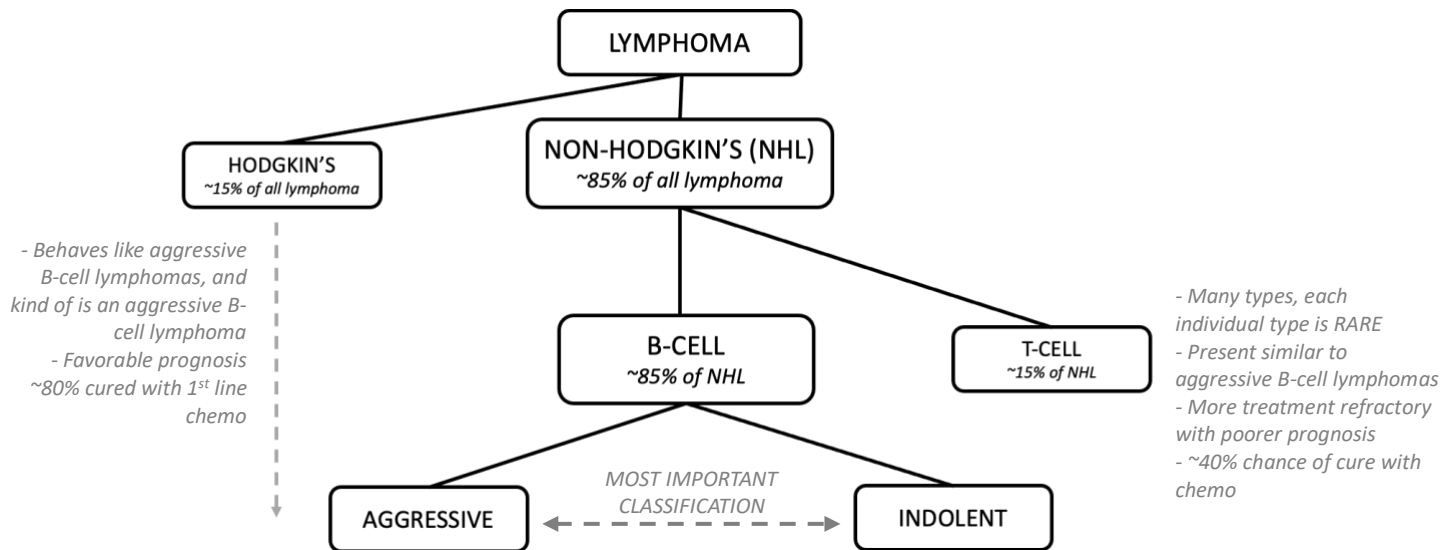 LYMPHOMA
HODGKIN'S
~15% of all lymphoma
NON-HODGKIN'S (NHL)
~85% of all lymphoma
- Behaves like aggressive
B-cell lymphomas, and
kind of is an aggressive B-
cell lymphoma
- Favorable prognosis
~80% cured with 1st line
chemo
B-CELL
~85% of NHL
T-CELL
~15% of NHL
- Many types, each
individual type is RARE
- Present similar to
aggressive B-cell lymphomas
- More treatment refractory
with poorer prognosis
- ~40% chance of cure with
chemo
AGGRESSIVE
MOST IMPORTANT
CLASSIFICATION
INDOLENT